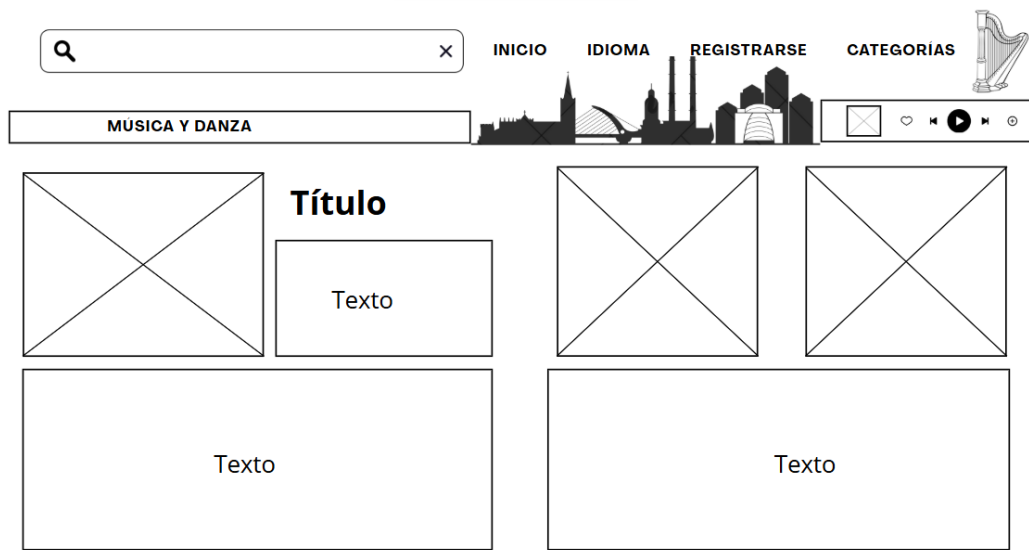 INICIO IDIOMA REGISTRARSE CATEGORÍAS
MÚSICA Y DANZA
Título
Texto
Texto
Texto